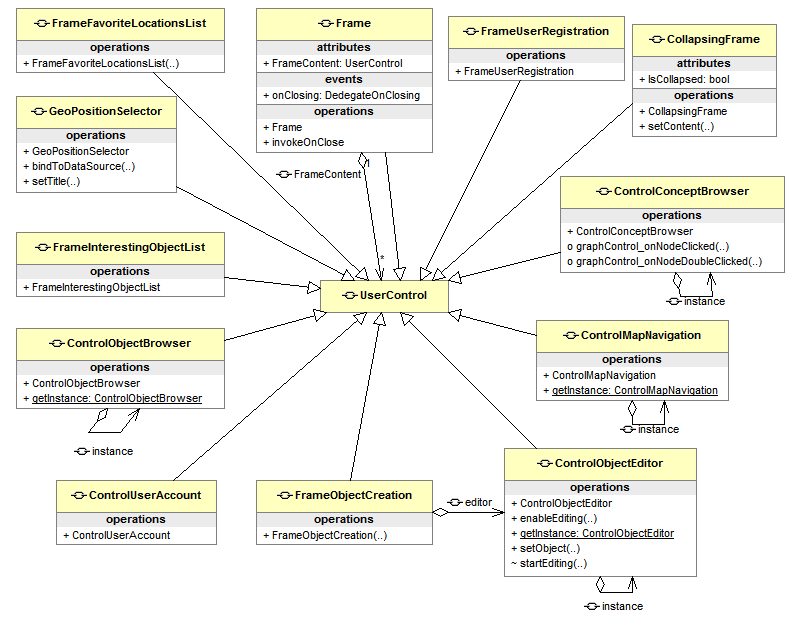 FrameFavoriteLocationsList
operations
+ FrameFavoriteLocationsList(..)
Frame
attributes
+ FrameContent: UserControl
events
+ onClosing: DedegateOnClosing
operations
+ Frame
+ invokeOnClose
FrameUserRegistration
operations
+ FrameUserRegistration
CollapsingFrame
attributes
+ IsCollapsed: bool
operations
+ CollapsingFrame
+ setContent(..)
GeoPositionSelector
operations
+ GeoPositionSelector
+ bindToDataSource(..)
+ setTitle(..)
1
FrameContent
*
ControlConceptBrowser
operations
+ ControlConceptBrowser
o graphControl_onNodeClicked(..)
o graphControl_onNodeDoubleClicked(..)
instance
FrameInterestingObjectList
operations
+ FrameInterestingObjectList
UserControl
ControlObjectBrowser
operations
+ ControlObjectBrowser
+ getInstance: ControlObjectBrowser
instance
ControlMapNavigation
operations
+ ControlMapNavigation
+ getInstance: ControlMapNavigation
instance
ControlUserAccount
operations
+ ControlUserAccount
FrameObjectCreation
operations
+ FrameObjectCreation(..)
editor
ControlObjectEditor
operations
+ ControlObjectEditor
+ enableEditing(..)
+ getInstance: ControlObjectEditor
+ setObject(..)
~ startEditing(..)
instance